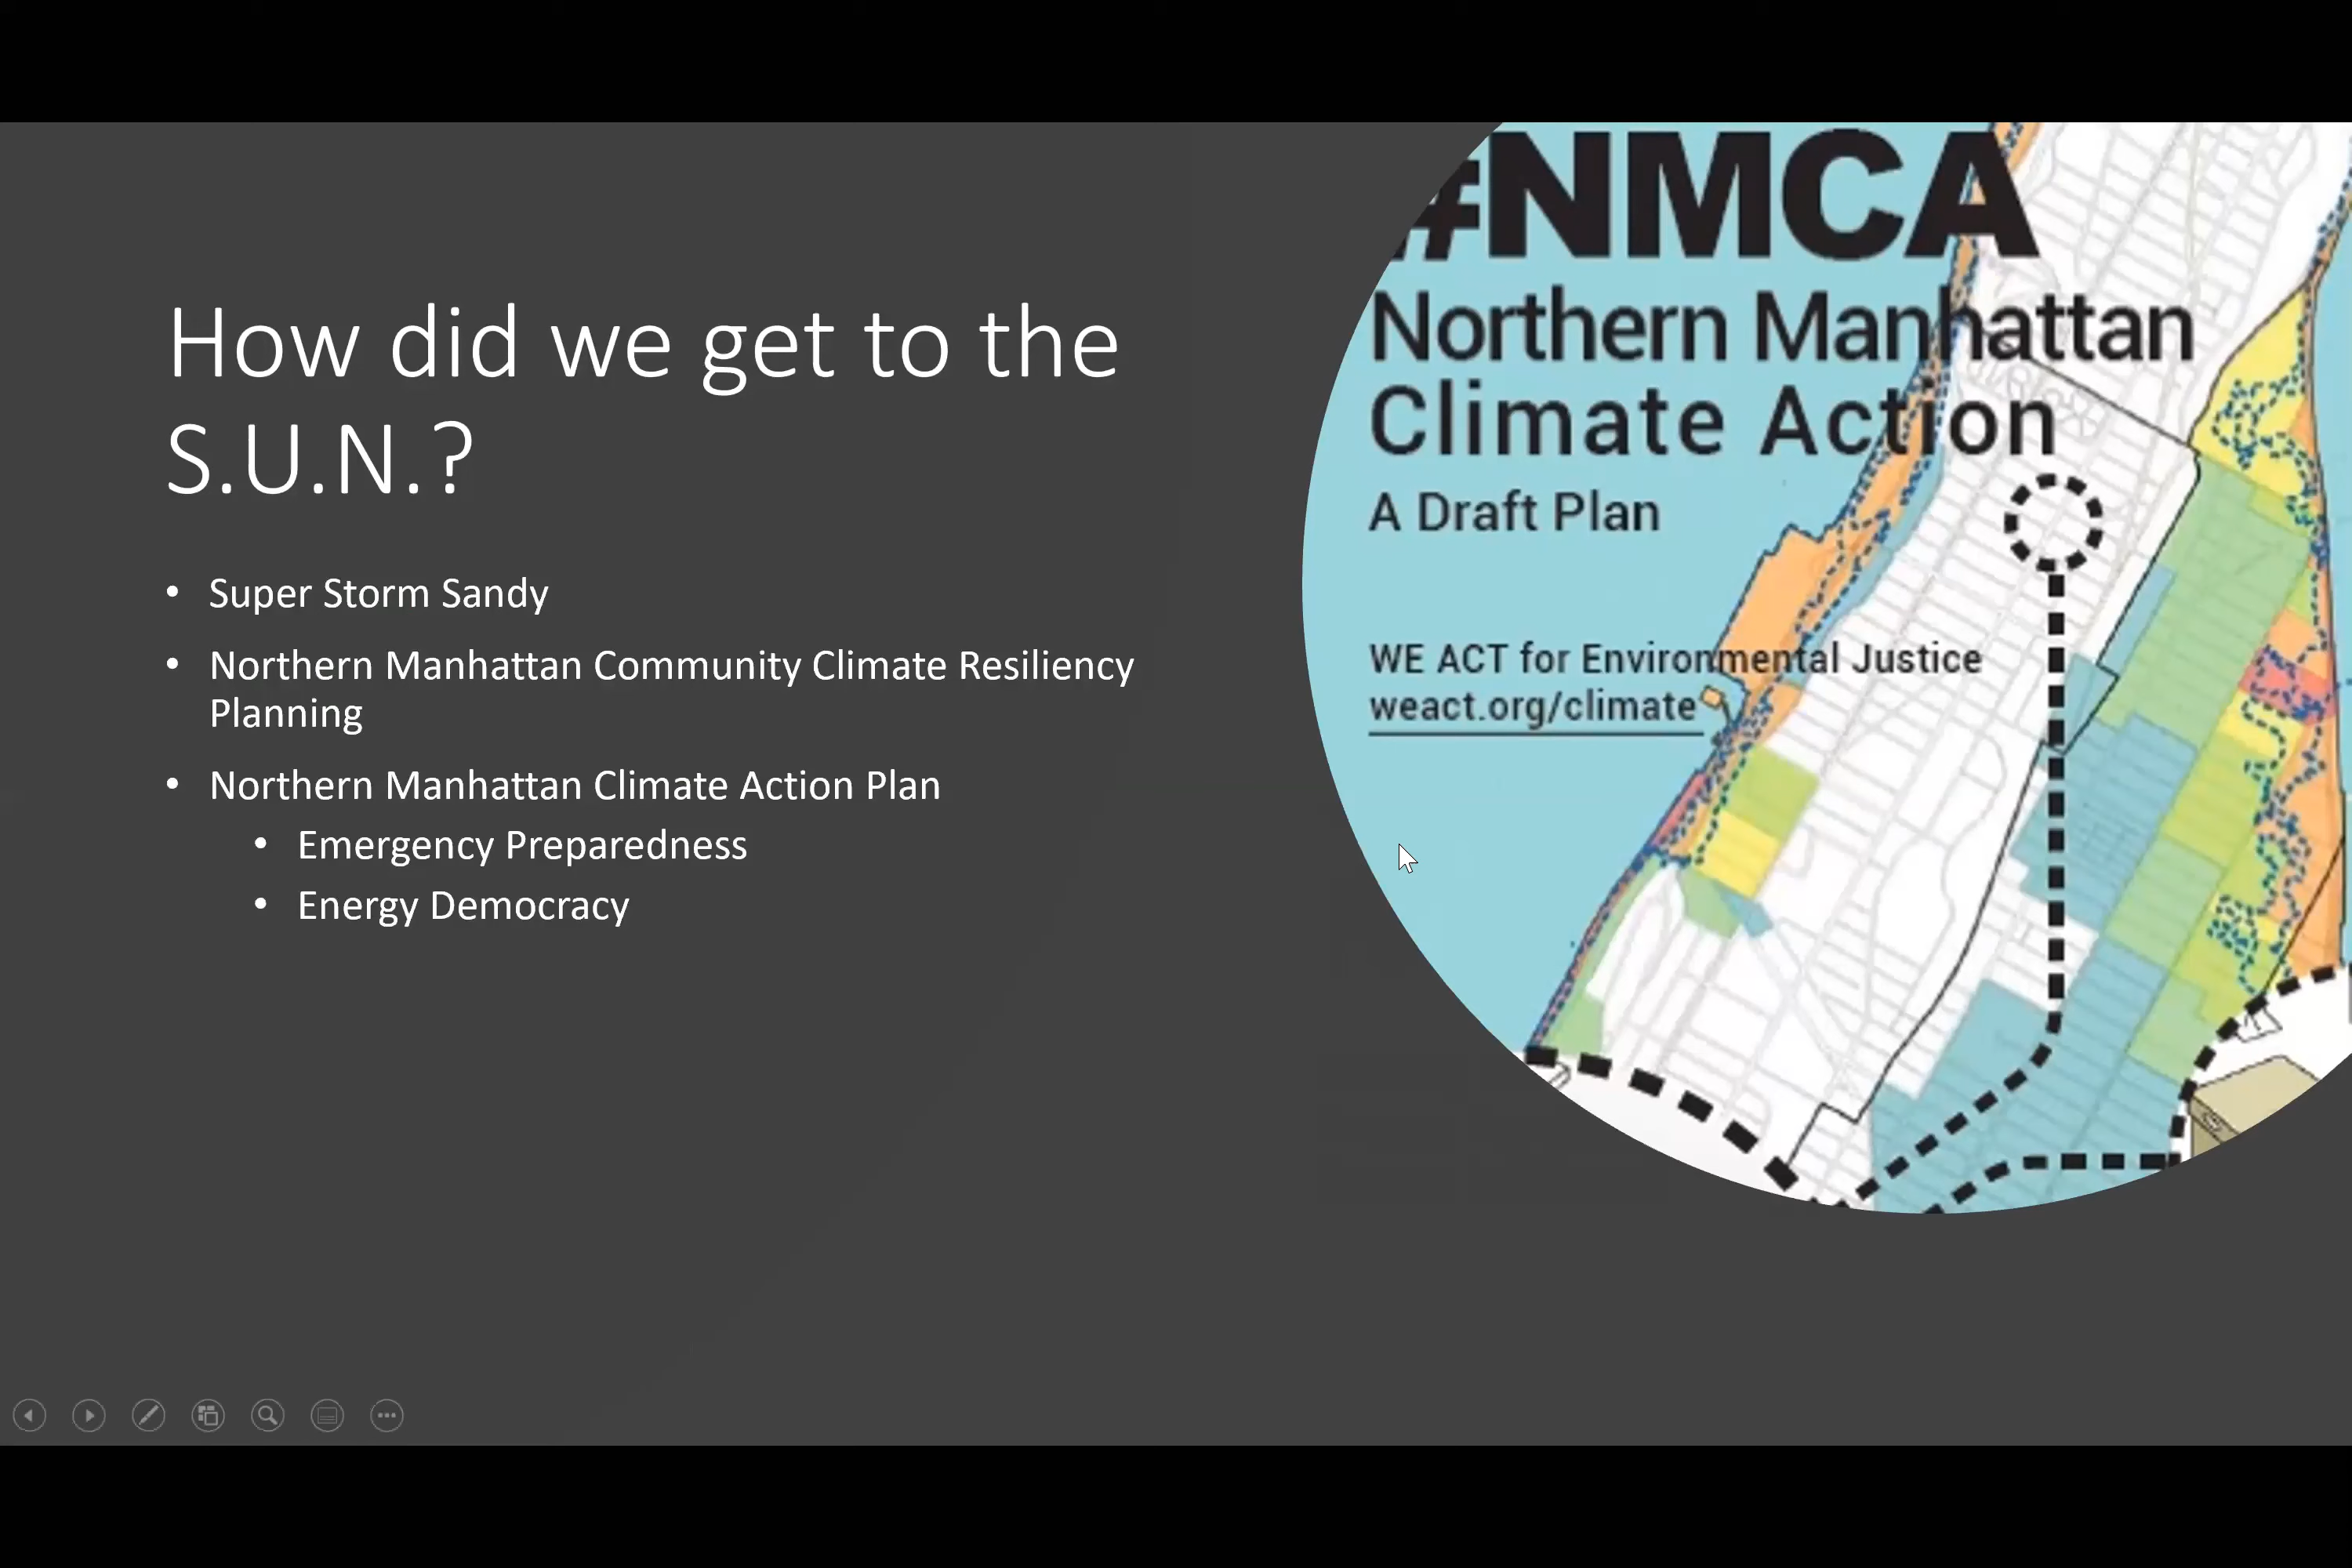 How did we get to the
S.U.N.?
• Super Storm Sandy
• Northern Manhattan Community Climate Resiliency
Planning
• Northern Manhattan Climate Action Plan
• Emergency Preparedness
• Energy Democracy
#NMCA
Northern Manhattan
Climate Action
A Draft Plan
WE ACT for Environmental Justice
weact.org/climate